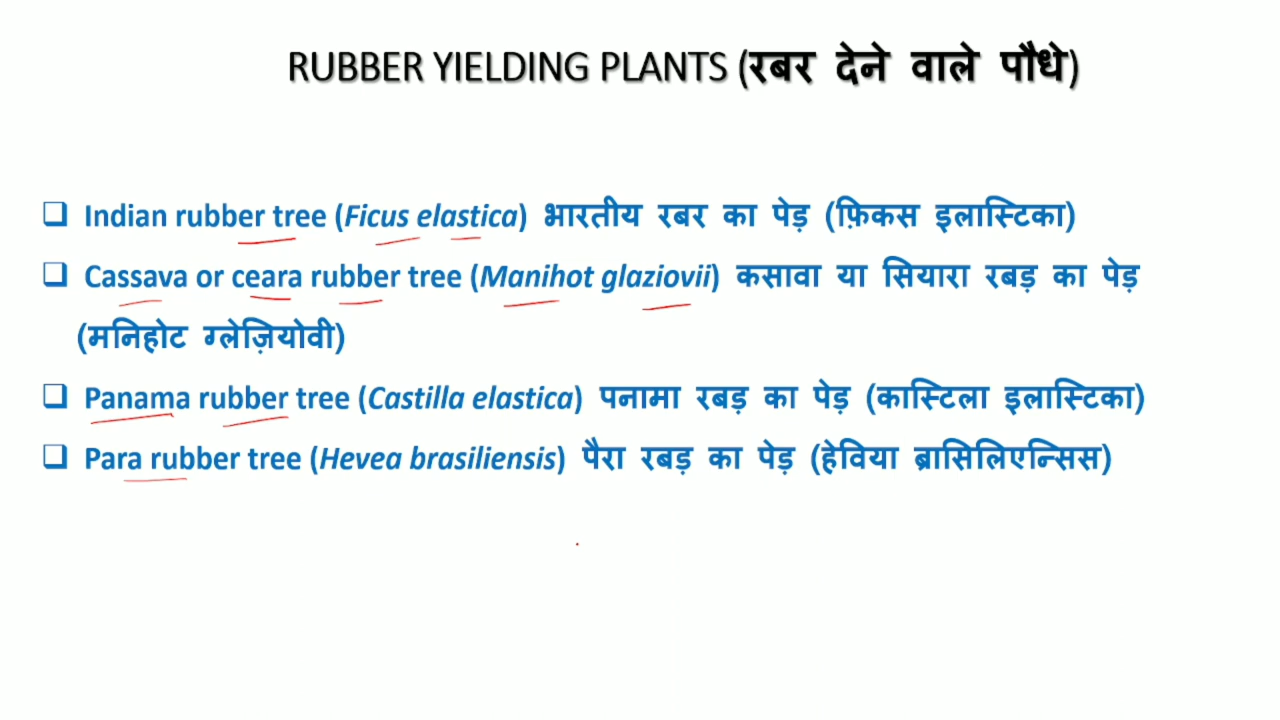 RUBBER YIELDING PLANTS (रबर देने वाले पौधे)
Indian rubber tree (Ficus elastica) भारतीय रबर का पेड़ (फ़िकस इलास्टिका)
Cassava or ceara rubber tree (Manihot glaziovii) कसावा या सियारा रबड़ का पेड़
(मनिहोट ग्लेज़ियोवी)
Panama rubber tree (Castilla elastica) पनामा रबड़ का पेड़ (कास्टिला इलास्टिका)
Para rubber tree (Hevea brasiliensis) पैरा रबड़ का पेड़ (हेविया ब्रासिलिएन्सिस)